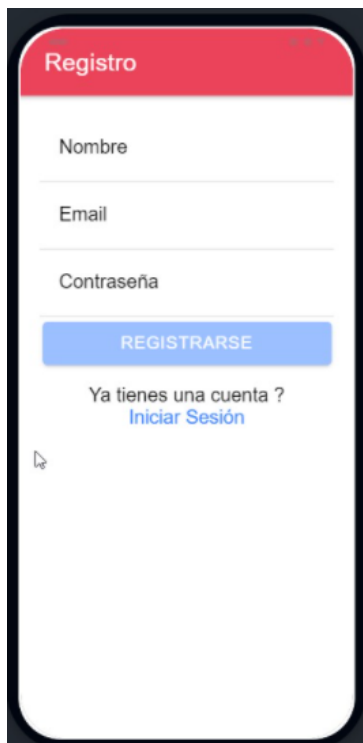 Registro
Nombre
Email
Contraseña
REGISTRARSE
Ya tienes una cuenta ?
Iniciar Sesión